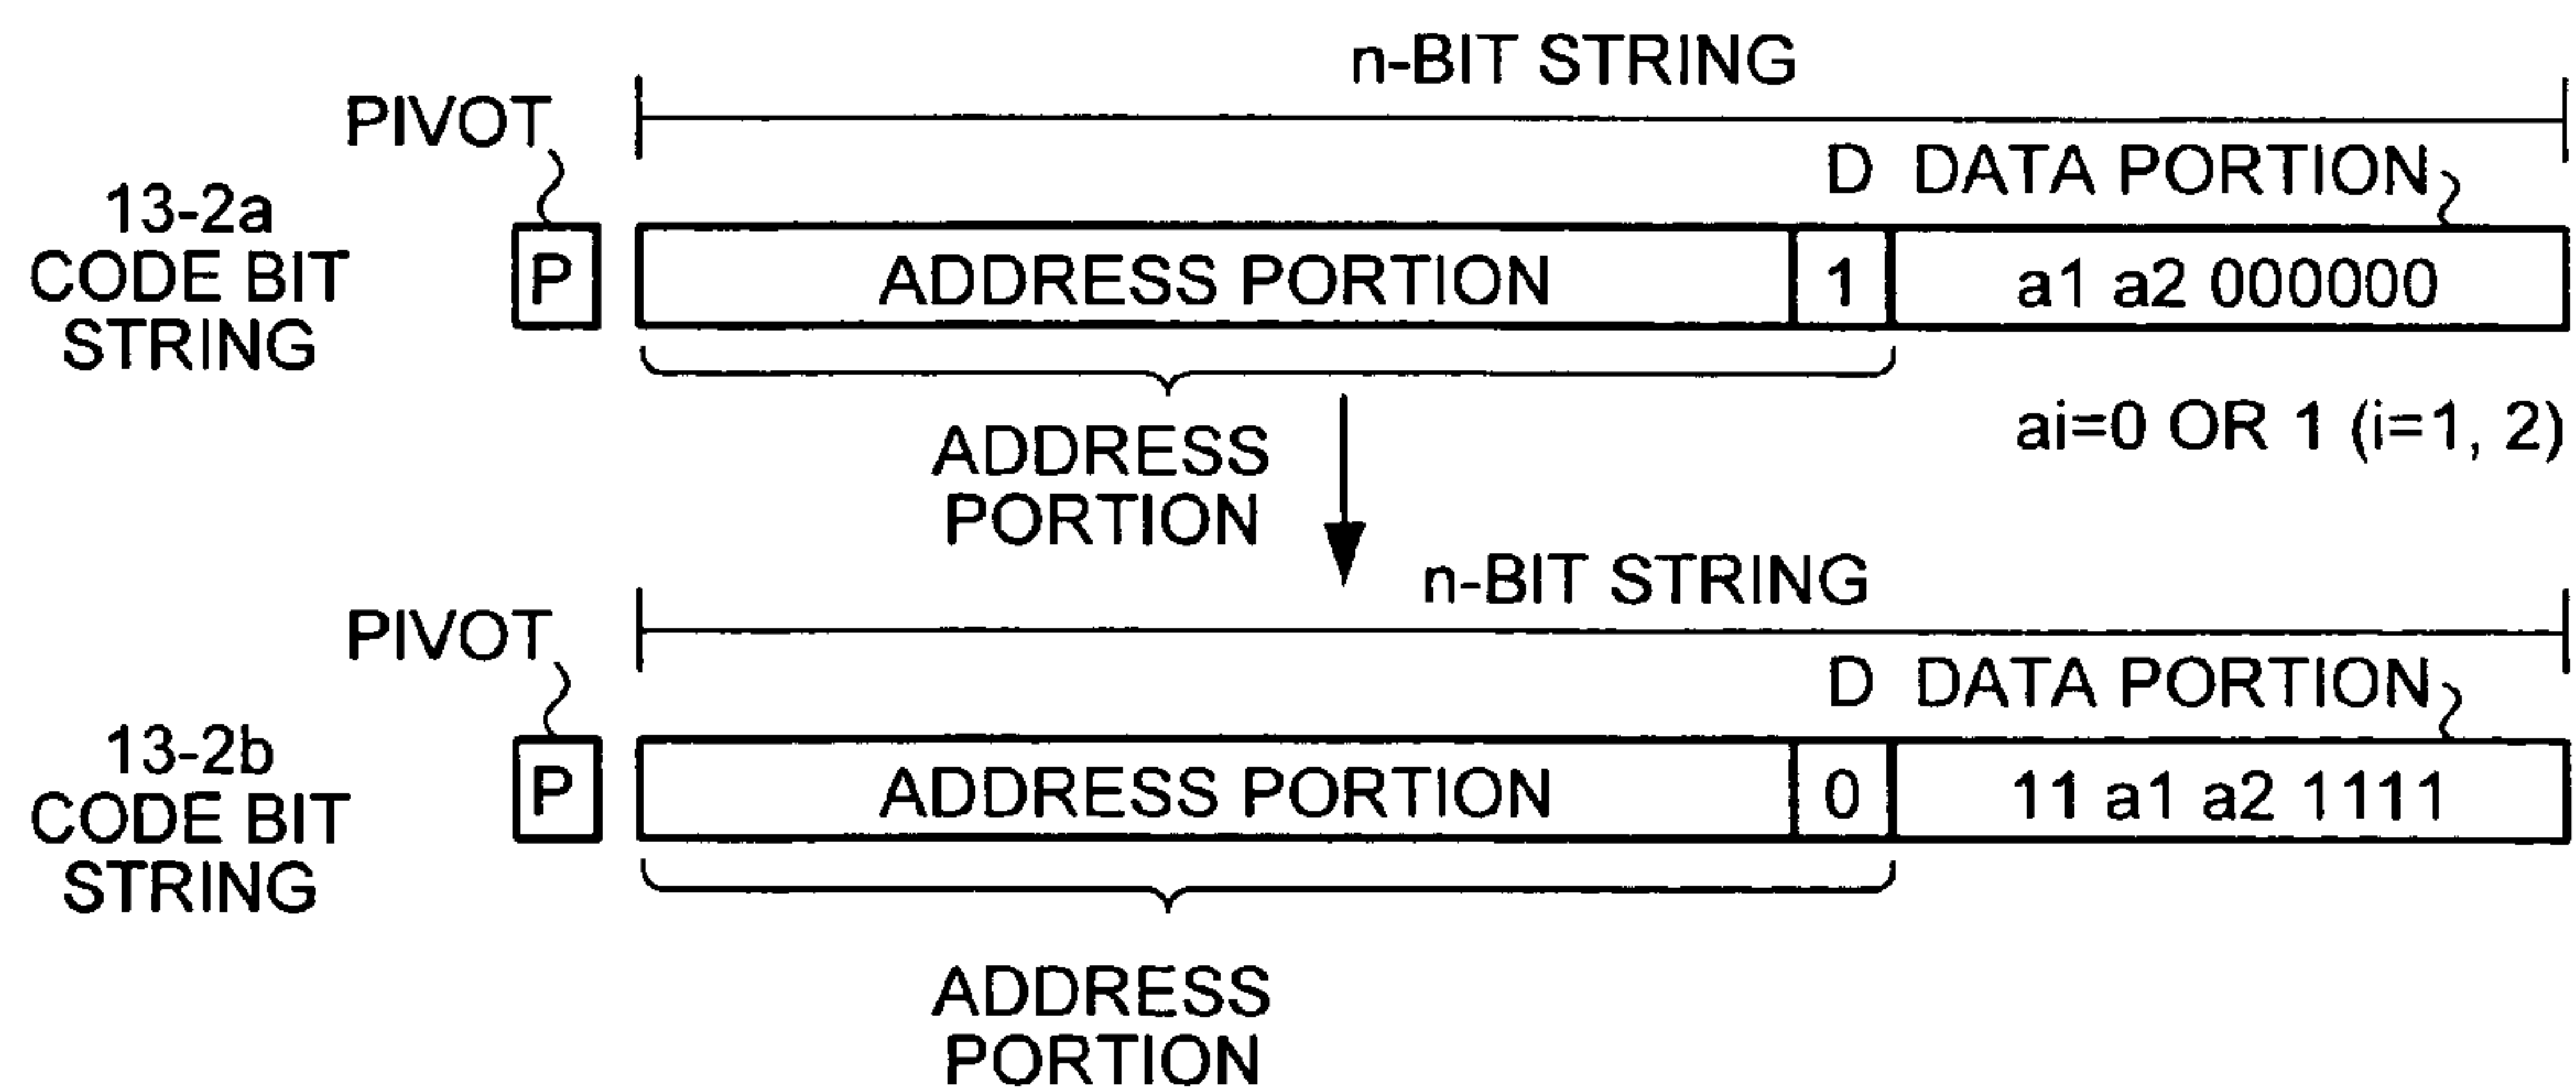 n-BIT STRING
PIVOT
D DATA PORTION
13-2a
CODE BIT
STRING
P ADDRESS PORTION 1 a1 a2 000000
ai=0 OR 1 (i=1, 2)
ADDRESS
PORTION
n-BIT STRING
PIVOT
D DATA PORTION
13-2b
CODE BIT
STRING
P ADDRESS PORTION 0 11 a1 a2 1111
ADDRESS
PORTION